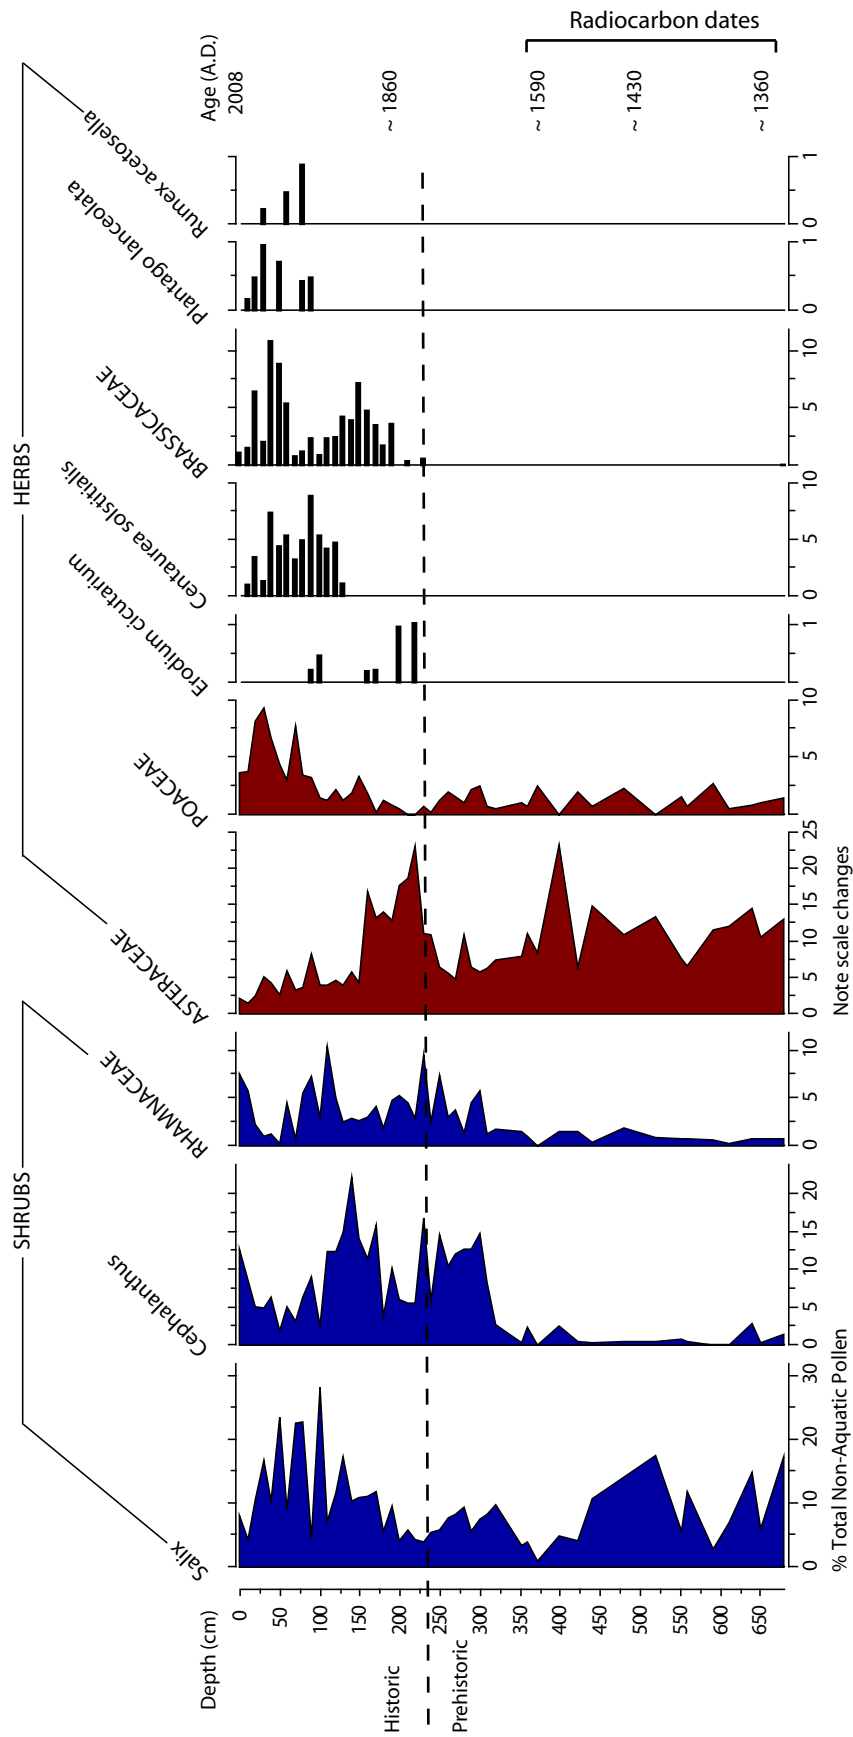 Radiocarbon dates
Age (A.D.)
2008
~ 1860
~ 1590
~ 1430
~ 1360
HERBS
Rumex acetosella
0 1
Plantago lanceolata
0 1
BRASSICACEAE
5 10
Centaurea solstitialis
0 5 10
Erodium cicutarium
1
POACEAE
5 10
ASTERACEAE
0 5 10 15 20 25
Note scale changes
SHRUBS
RHAMNACEAE
0 5 10
Cephalanthus
0 5 10 15 20
Salix
0 10 20 30
% Total Non-Aquatic Pollen
Depth (cm)
0 50 100 150 200 250 300 350 400 450 500 550 600 650
Historic
Prehistoric